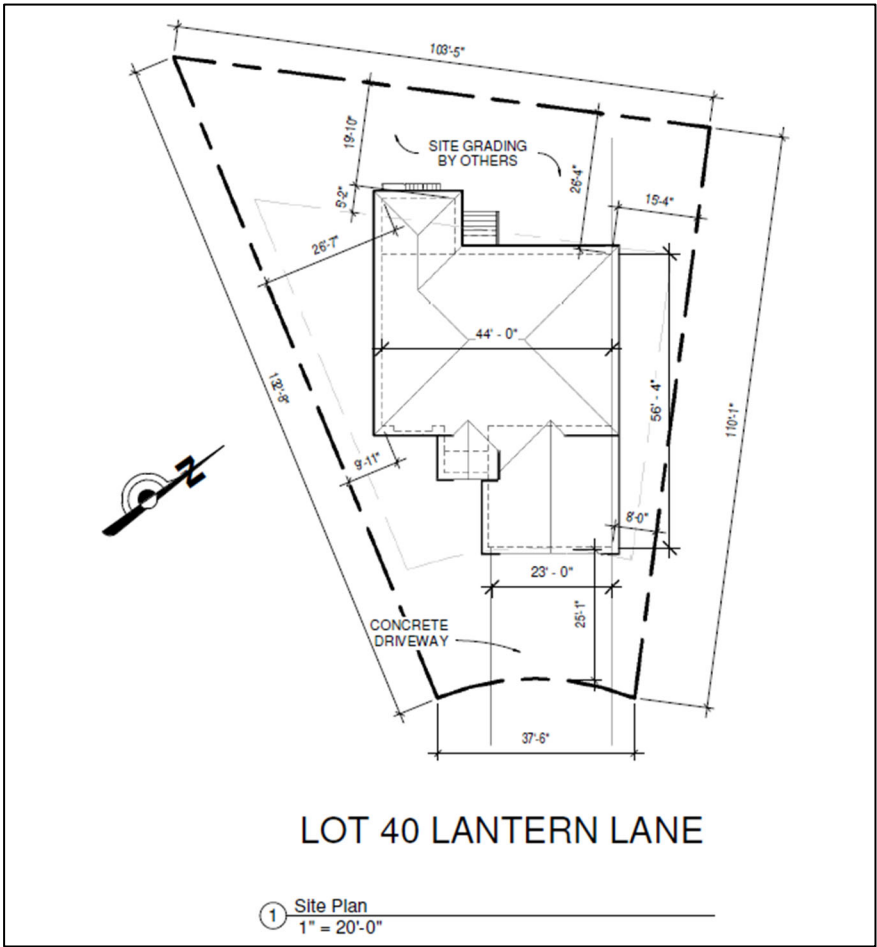 103'-5"
19'-10"
SITE GRADING
BY OTHERS
26'-4"
5'-2"
15'-4"
26'-7"
44' - 0"
132'-8"
56' - 4"
110'-1"
9'-11"
N
8'-0"
23' - 0"
25'-1"
CONCRETE
DRIVEWAY
37'-6"
LOT 40 LANTERN LANE
1 Site Plan
1" = 20'-0"